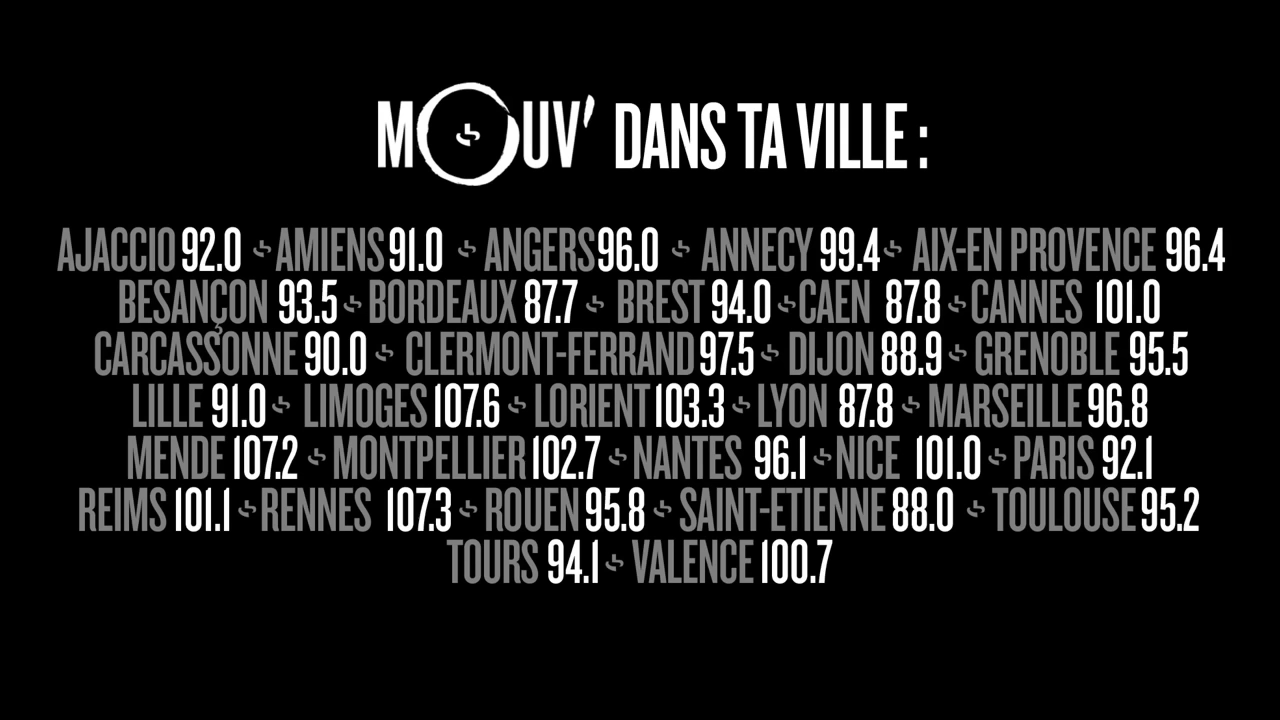 MOUV' DANS TA VILLE :
AJACCIO 92.0 AMIENS 91.0 ANGERS 96.0 ANNECY 99.4 AIX-EN PROVENCE 96.4
BESANÇON 93.5 BORDEAUX 87.7 BREST 94.0 CAEN 87.8 CANNES 101.0
CARCASSONNE 90.0 CLERMONT-FERRAND 97.5 DIJON 88.9 GRENOBLE 95.5
LILLE 91.0 LIMOGES 107.6 LORIENT 103.3 LYON 87.8 MARSEILLE 96.8
MENDE 107.2 MONTPELLIER 102.7 NANTES 96.1 NICE 101.0 PARIS 92.1
REIMS 101.1 RENNES 107.3 ROUEN 95.8 SAINT-ETIENNE 88.0 TOULOUSE 95.2
TOURS 94.1 VALENCE 100.7